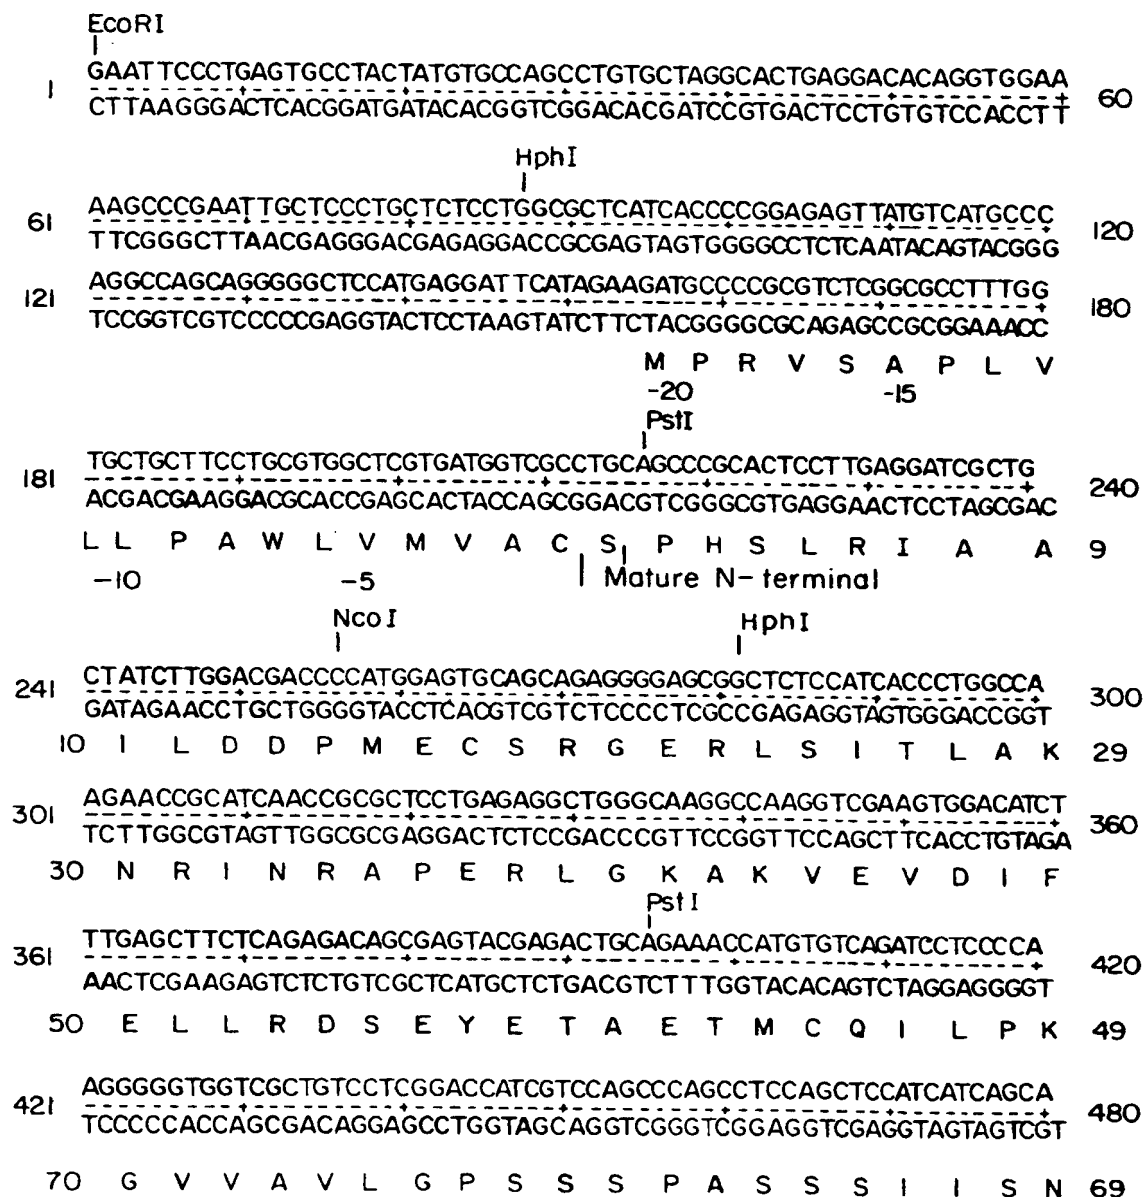 EcoRI
GAATTCCCTGAGTGCCTACTATGTGCCAGCCTGTGCTAGGCACTGAGGACACAGGTGGAA
1 60
CTTAAGGGACTCACGGATGATACACGGTCGGACACGATCCGTGACTCCTGTGTCCACCTT
HphI
AAGCCCGAATTGCTCCCTGCTCTCCTGGCGCTCATCACCCCGGAGAGTTATGTCATGCCC
61 120
TTCGGGCTTAACGAGGGACGAGAGGACCGCGAGTAGTGGGGCCTCTCAATACAGTACGGG
AGGCCAGCAGGGGGCTCCATGAGGATTCATAGAAGATGCCCCGCGTCTCGGCGCCTTTGG
121 180
TCCGGTCGTCCCCCGAGGTACTCCTAAGTATCTTCTACGGGGCGCAGAGCCGCGGAAACC
M P R V S A P L V
-20 -15
PstI
TGCTGCTTCCTGCGTGGCTCGTGATGGTCGCCTGCAGCCCGCACTCCTTGAGGATCGCTG
181 240
ACGACGAAGGACGCACCGAGCACTACCAGCGGACGTCGGGCGTGAGGAACTCCTAGCGAC
L L P A W L V M V A C S P H S L R I A A 9
-10 -5 Mature N-terminal
NcoI HphI
CTATCTTGGACGACCCCATGGAGTGCAGCAGAGGGGAGCGGCTCTCCATCACCCTGGCCA
241 300
GATAGAACCTGCTGGGGTACCTCACGTCGTCTCCCCTCGCCGAGAGGTAGTGGGACCGGT
10 I L D D P M E C S R G E R L S I T L A K 29
AGAACCGCATCAACCGCGCTCCTGAGAGGCTGGGCAAGGCCAAGGTCGAAGTGGACATCT
301 360
TCTTGGCGTAGTTGGCGCGAGGACTCTCCGACCCGTTCCGGTTCCAGCTTCACCTGTAGA
30 N R I N R A P E R L G K A K V E V D I F
PstI
TTGAGCTTCTCAGAGACAGCGAGTACGAGACTGCAGAAACCATGTGTCAGATCCTCCCCA
361 420
AACTCGAAGAGTCTCTGTCGCTCATGCTCTGACGTCTTTGGTACACAGTCTAGGAGGGGT
50 E L L R D S E Y E T A E T M C Q I L P K 49
AGGGGGTGGTCGCTGTCCTCGGACCATCGTCCAGCCCAGCCTCCAGCTCCATCATCAGCA
421 480
TCCCCCACCAGCGACAGGAGCCTGGTAGCAGGTCGGGTCGGAGGTCGAGGTAGTAGTCGT
70 G V V A V L G P S S S P A S S S I I S N 69